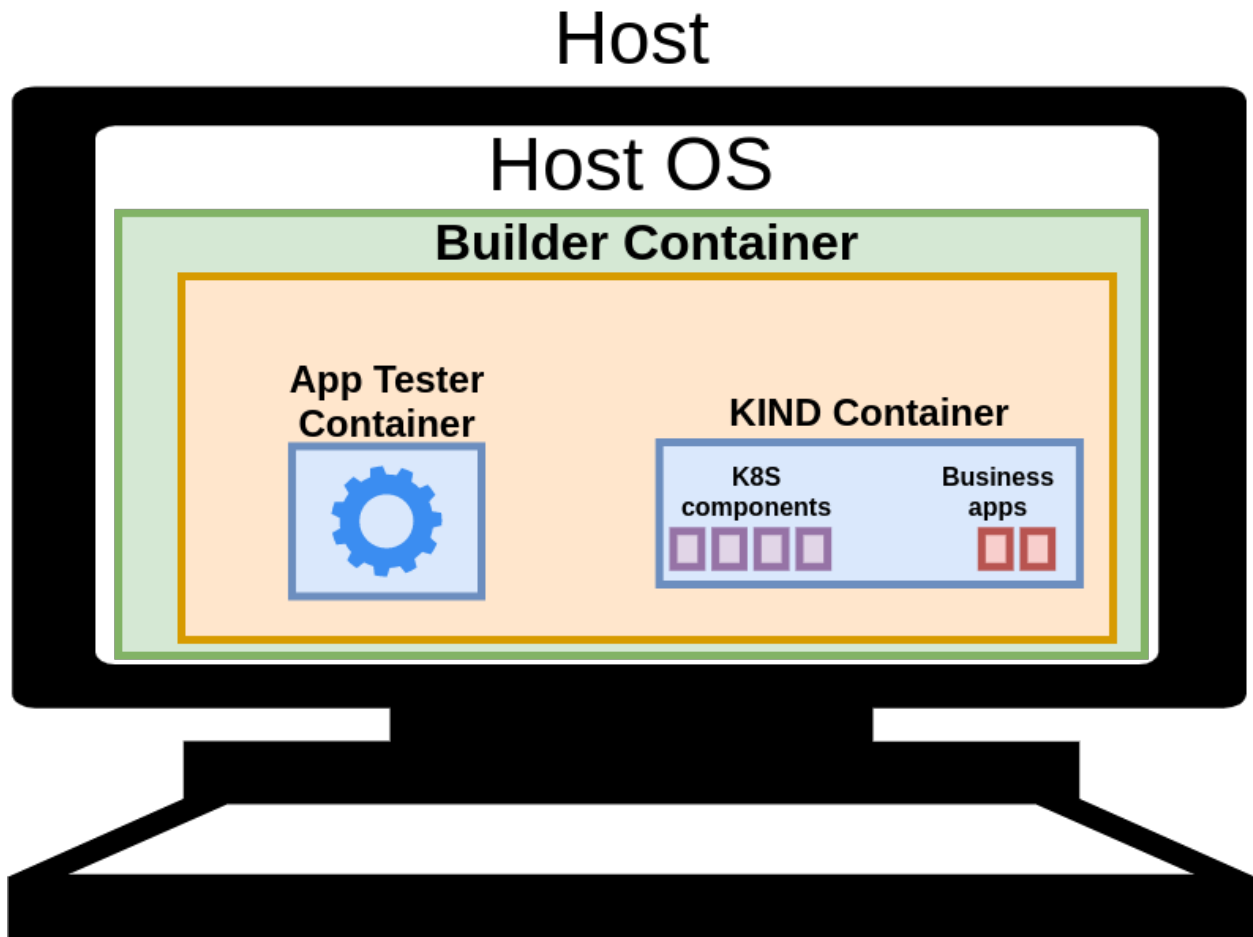 Host
Host OS
Builder Container
App Tester
Container
KIND Container
K8S
components
Business
apps